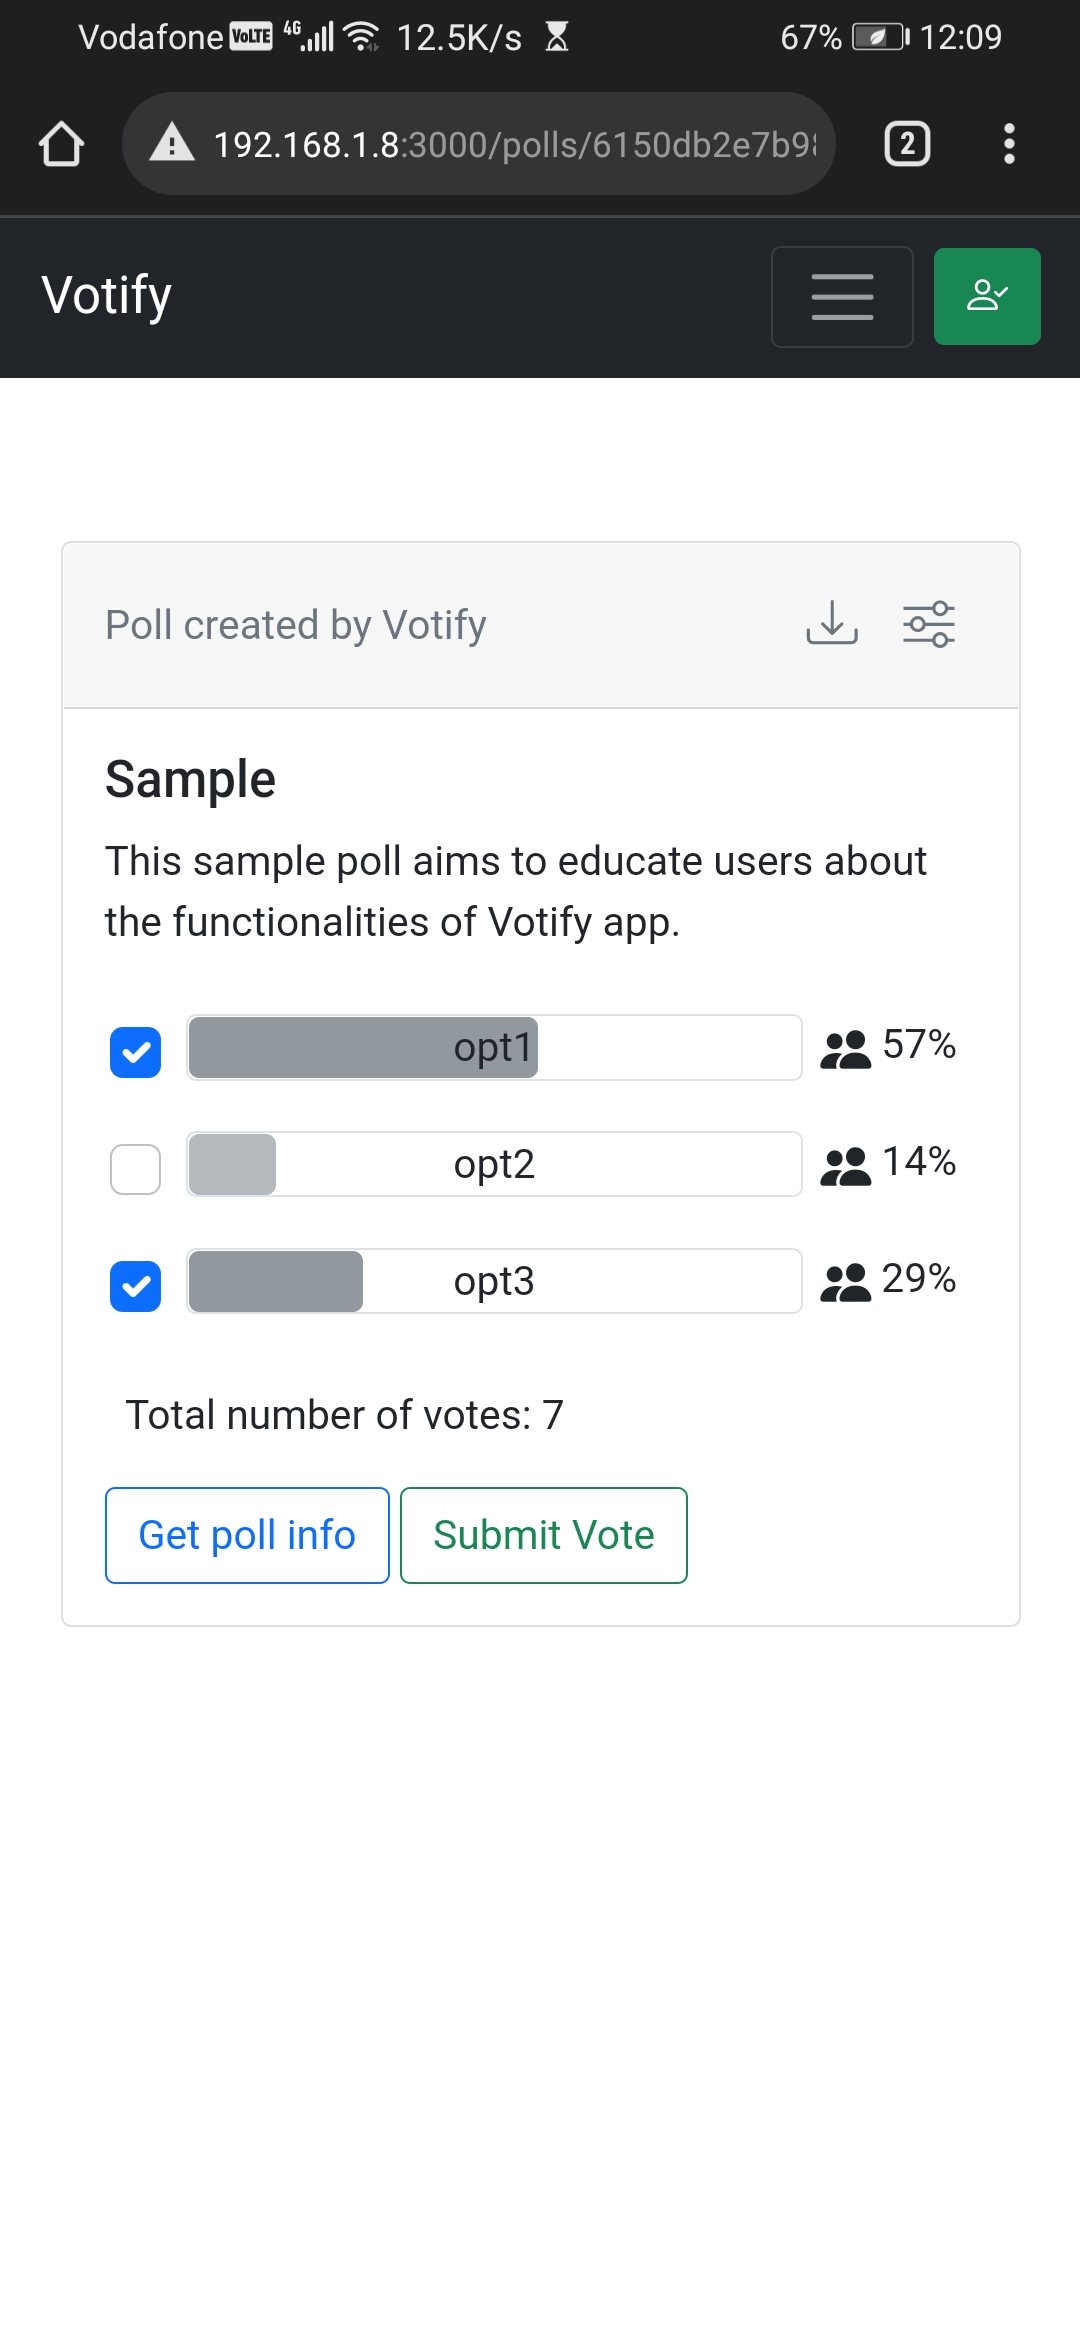 Vodafone VoLTE 4G 12.5K/s 67% 12:09
192.168.1.8:3000/polls/6150db2e7b9
2
Votify
Poll created by Votify
Sample
This sample poll aims to educate users about
the functionalities of Votify app.
opt1 57%
opt2 14%
opt3 29%
Total number of votes: 7
Get poll info Submit Vote